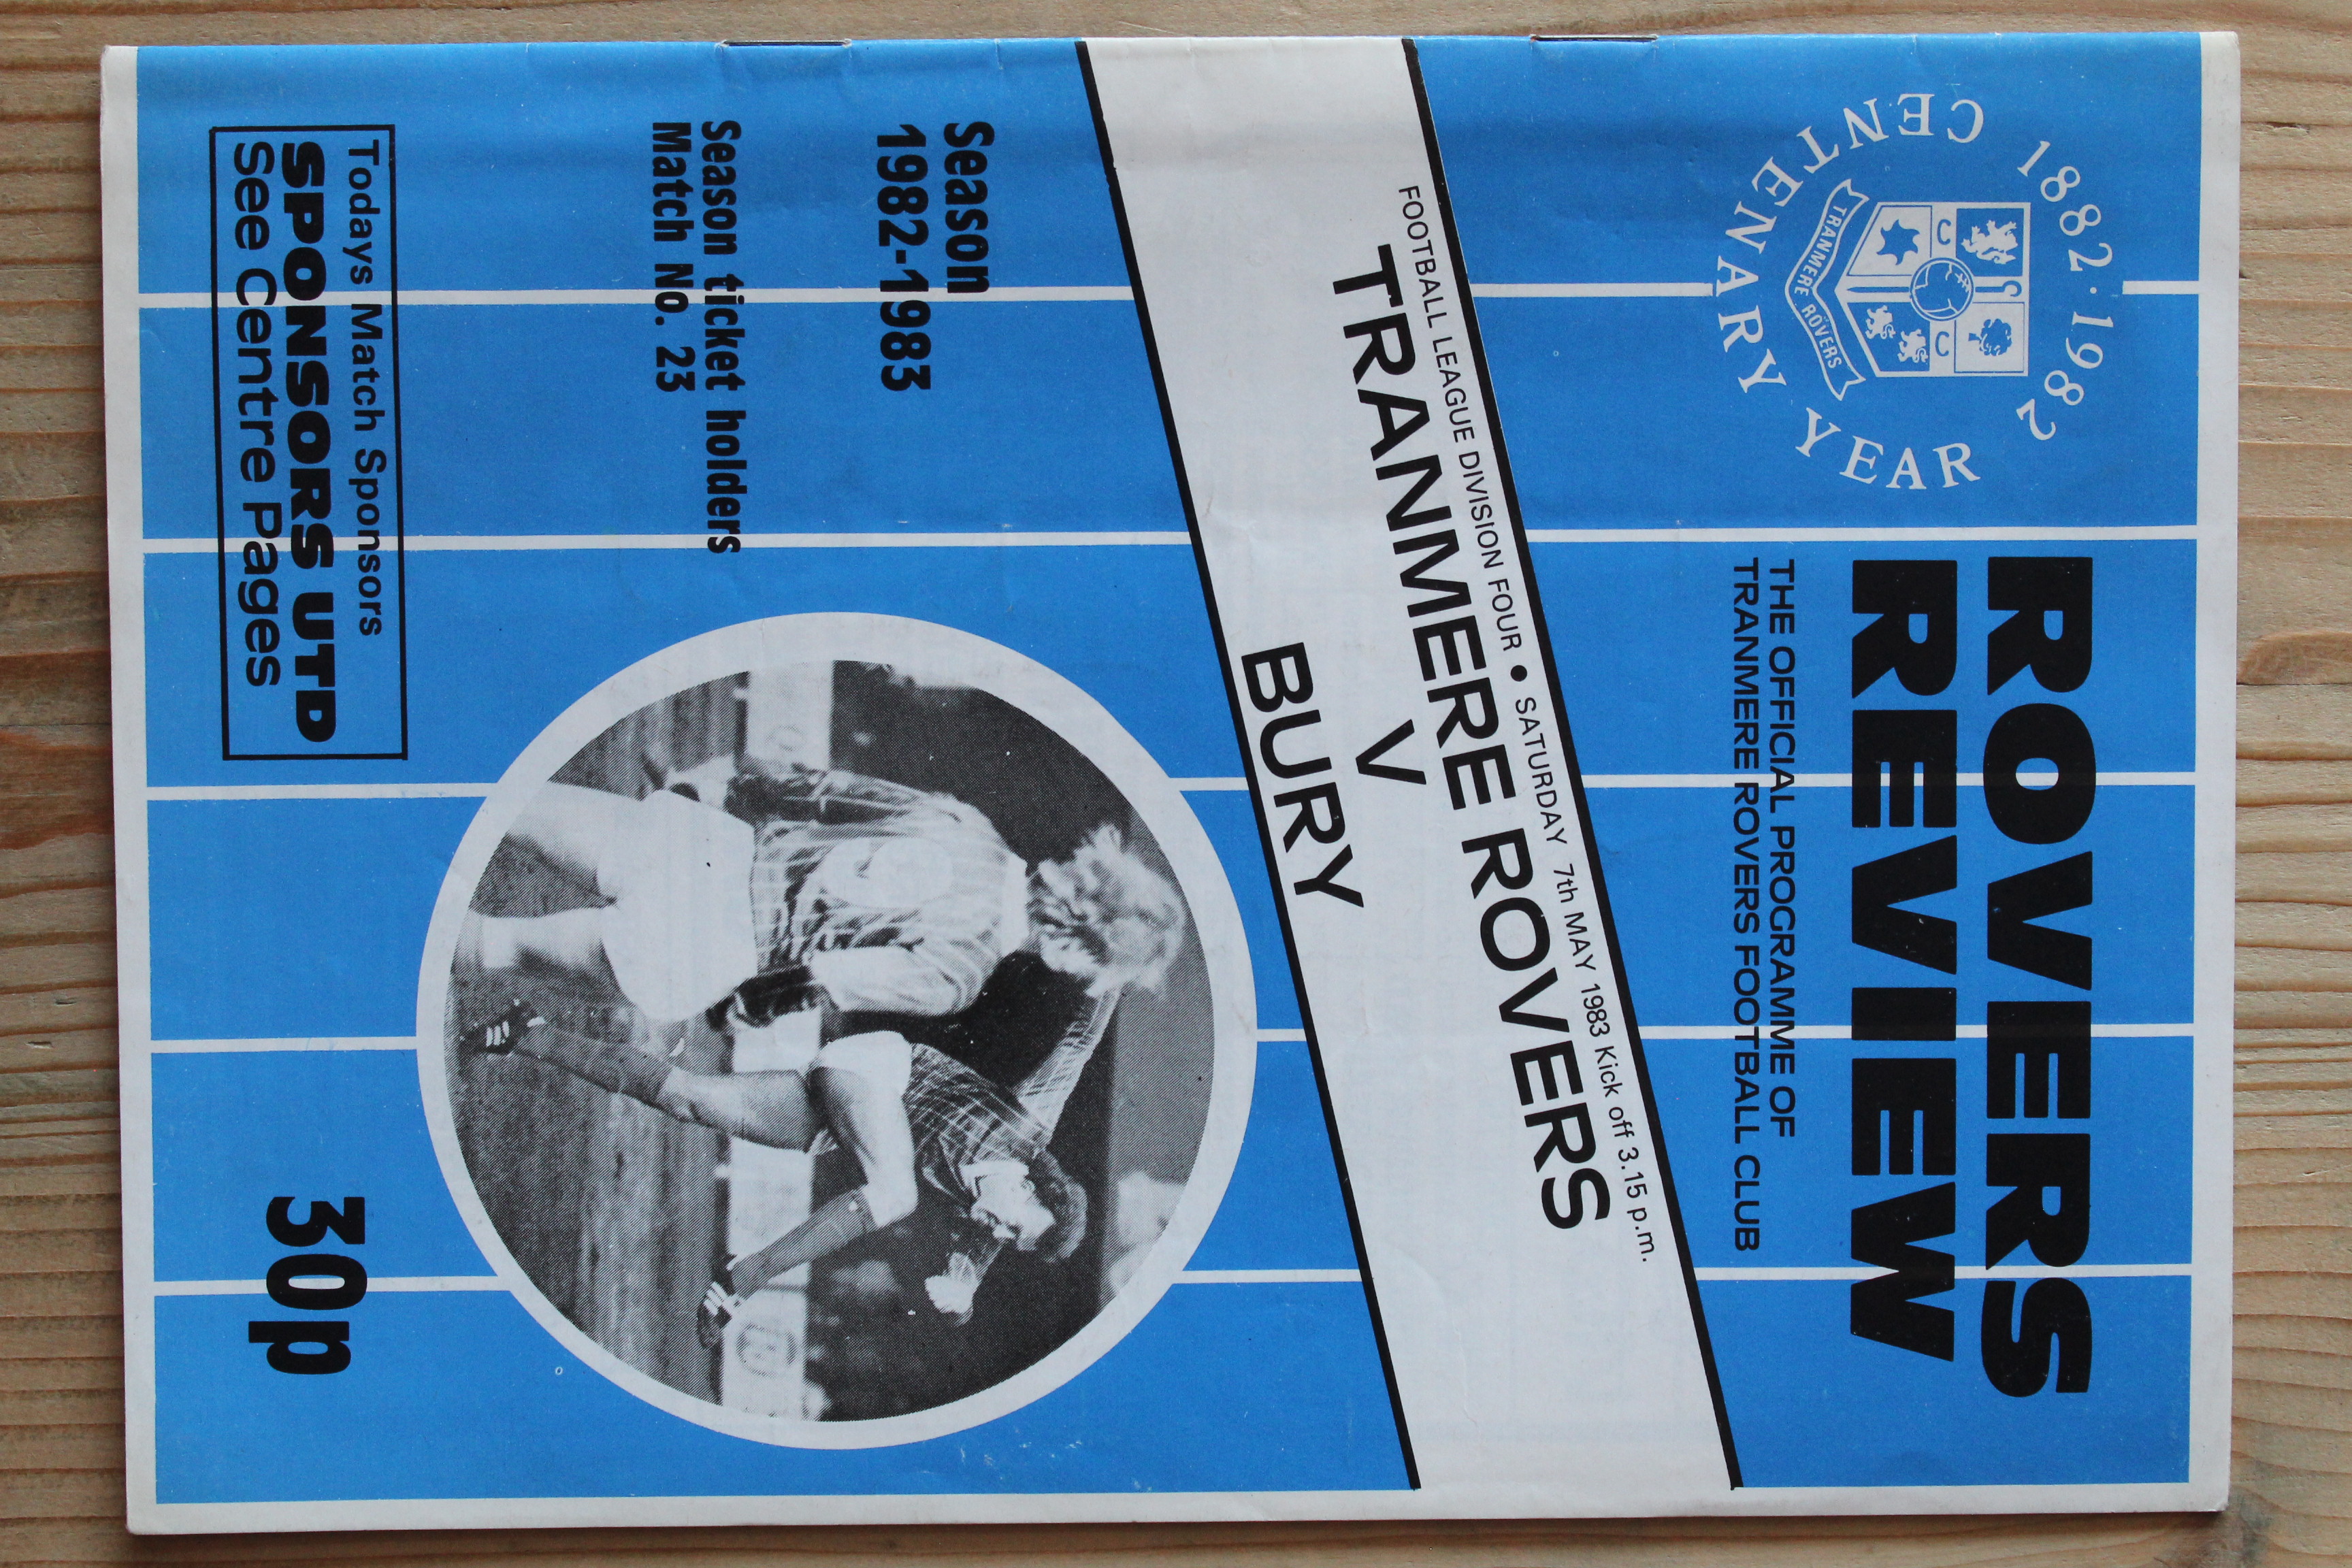 1882·1982
CENTENARY YEAR
C
C
C
TRANMERE ROVERS
ROVERS
REVIEW
THE OFFICIAL PROGRAMME OF
TRANMERE ROVERS FOOTBALL CLUB
FOOTBALL LEAGUE DIVISION FOUR • SATURDAY 7th MAY 1983 Kick off 3.15 p.m.
TRANMERE ROVERS
V
BURY
Season
1982-1983
Season ticket holders
Match No. 23
Todays Match Sponsors
SPONSORS UTD
See Centre Pages
30p